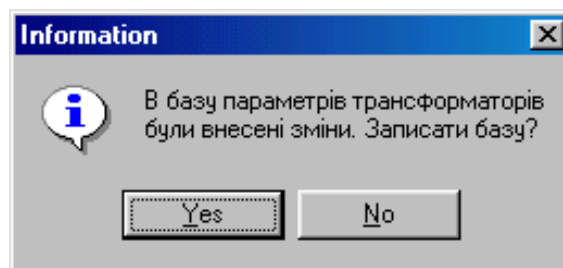 Information
В базу параметрів трансформаторів
були внесені зміни. Записати базу?
Yes
No